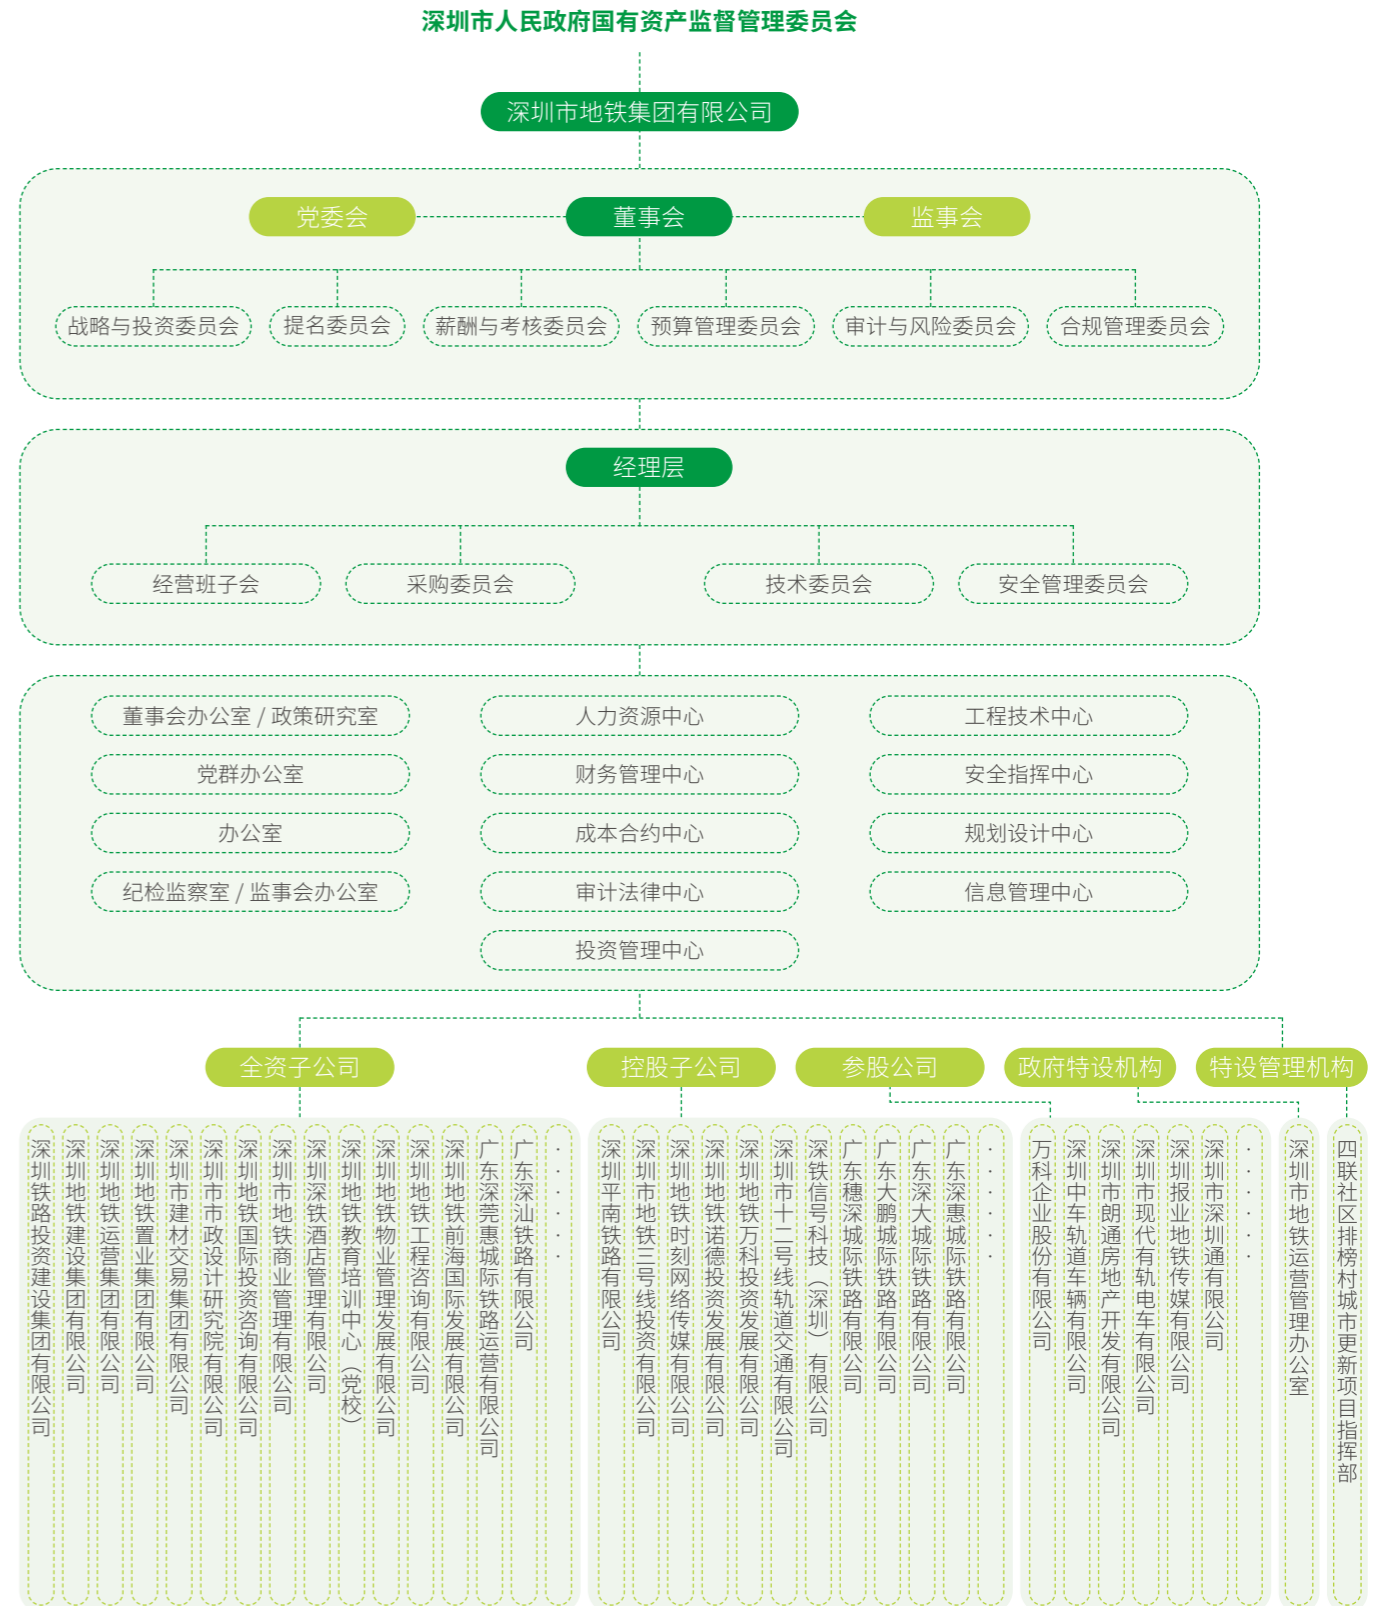 深圳市人民政府国有资产监督管理委员会
深圳市地铁集团有限公司
党委会
董事会
监事会
战略与投资委员会
提名委员会
薪酬与考核委员会
预算管理委员会
审计与风险委员会
合规管理委员会
经理层
经营班子会
采购委员会
技术委员会
安全管理委员会
董事会办公室 / 政策研究室
人力资源中心
工程技术中心
党群办公室
财务管理中心
安全指挥中心
办公室
成本合约中心
规划设计中心
纪检监察室 / 监事会办公室
审计法律中心
信息管理中心
投资管理中心
全资子公司
控股子公司
参股公司
政府特设机构
特设管理机构
深圳铁路投资建设集团有限公司
深圳地铁建设集团有限公司
深圳地铁运营集团有限公司
深圳地铁置业集团有限公司
深圳市建材交易集团有限公司
深圳市市政设计研究院有限公司
深圳地铁国际投资咨询有限公司
深圳市地铁商业管理有限公司
深圳深铁酒店管理有限公司
深圳地铁教育培训中心（党校）
深圳地铁物业管理发展有限公司
深圳地铁工程咨询有限公司
深圳地铁前海国际发展有限公司
广东深莞惠城际铁路运营有限公司
广东深汕铁路有限公司
······
深圳平南铁路有限公司
深圳市地铁三号线投资有限公司
深圳地铁时刻网络传媒有限公司
深圳地铁诺德投资发展有限公司
深圳地铁万科投资发展有限公司
深圳市十二号线轨道交通有限公司
深铁信号科技（深圳）有限公司
广东穗深城际铁路有限公司
广东大鹏城际铁路有限公司
广东深大城际铁路有限公司
广东深惠城际铁路有限公司
······
万科企业股份有限公司
深圳中车轨道车辆有限公司
深圳市朗通房地产开发有限公司
深圳市现代有轨电车有限公司
深圳报业地铁传媒有限公司
深圳市深圳通有限公司
······
深圳市地铁运营管理办公室
四联社区排榜村城市更新项目指挥部